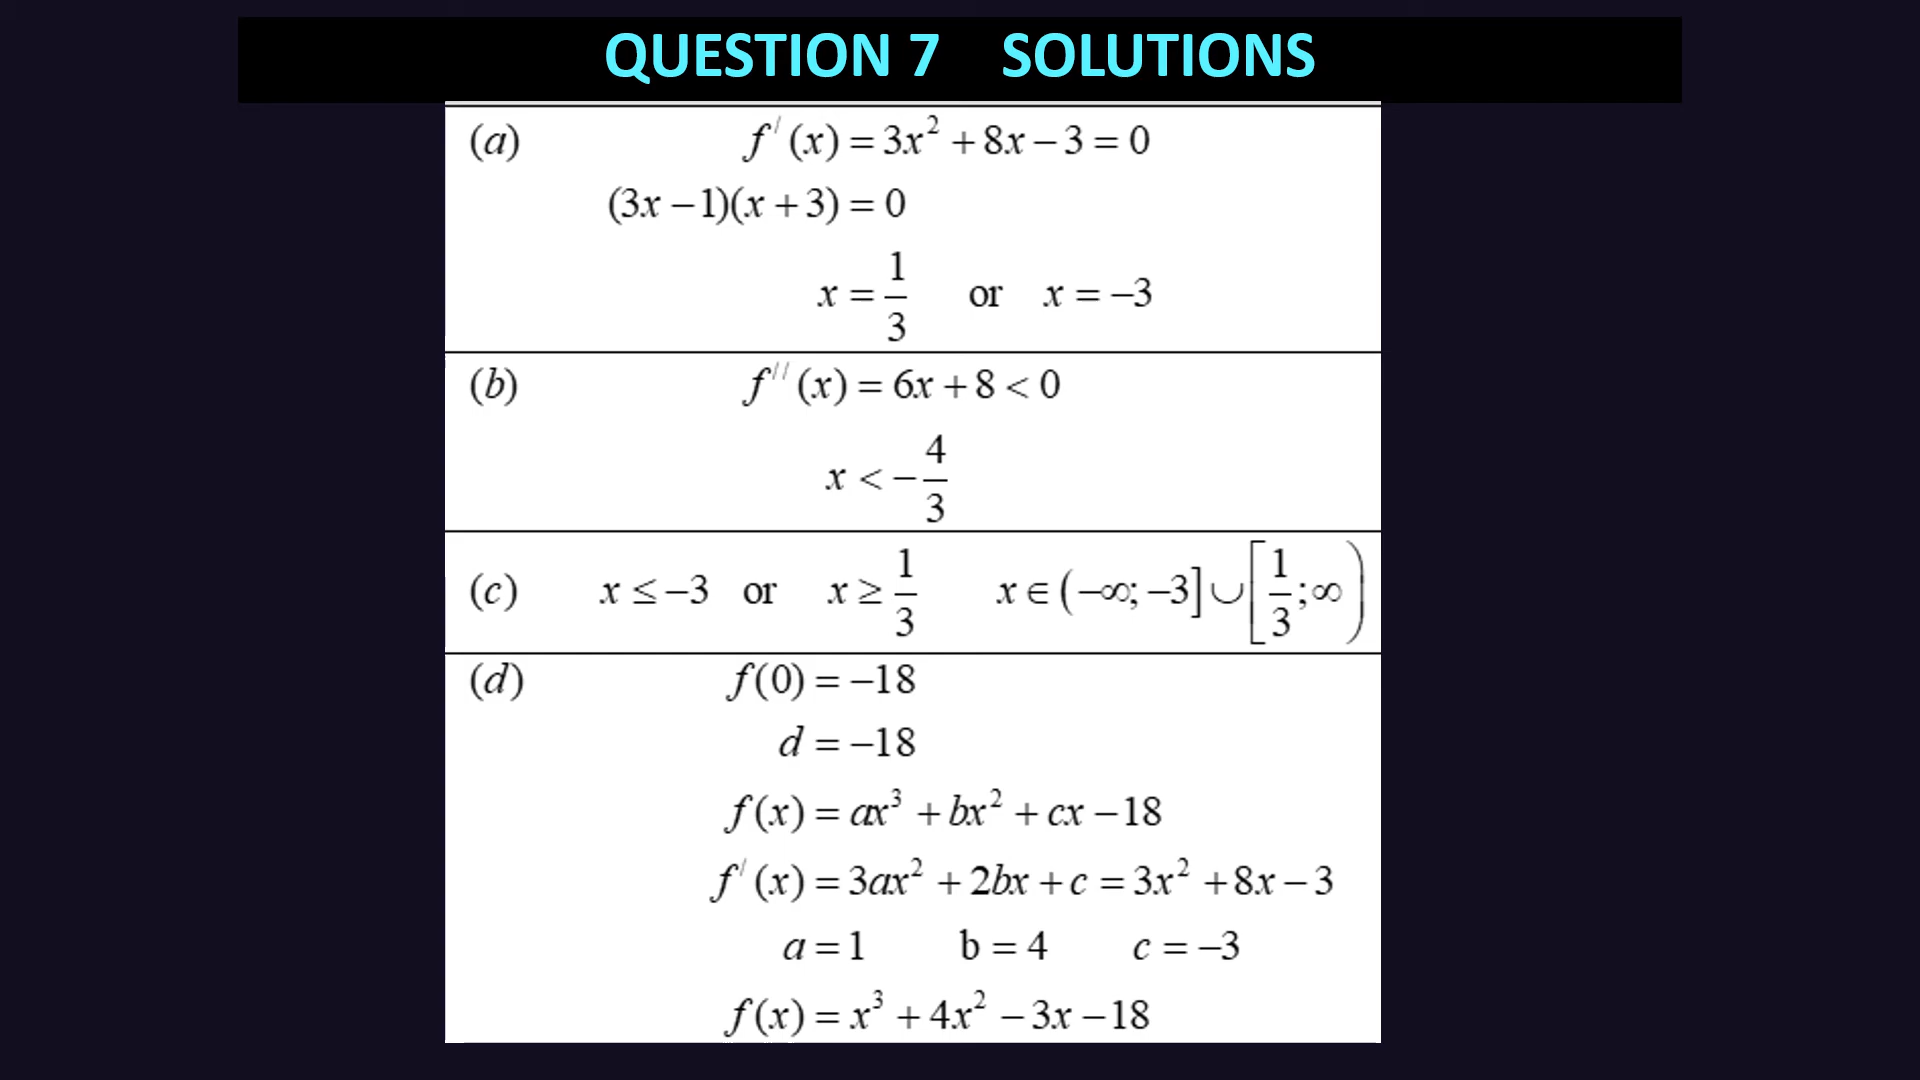 QUESTION 7 SOLUTIONS
(a) f′(x) = 3x² + 8x − 3 = 0
(3x − 1)(x + 3) = 0
x = 1/3 or x = −3
(b) f′′(x) = 6x + 8 < 0
x < −4/3
(c) x ≤ −3 or x ≥ 1/3 x ∈ (−∞; −3] ∪ [1/3; ∞)
(d) f(0) = −18
d = −18
f(x) = ax³ + bx² + cx − 18
f′(x) = 3ax² + 2bx + c = 3x² + 8x − 3
a = 1 b = 4 c = −3
f(x) = x³ + 4x² − 3x − 18